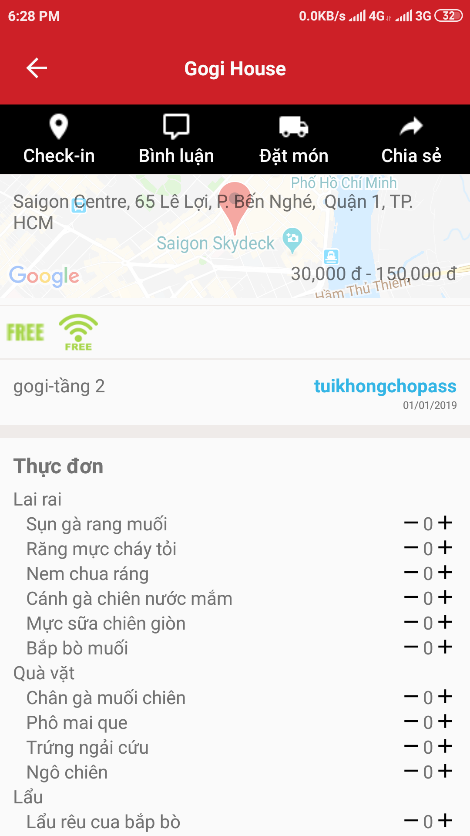 6:28 PM 0.0KB/s 4G 3G 32
Gogi House
Check-in Bình luận Đặt món Chia sẻ
Phố Hồ Chí Minh
Saigon Centre, 65 Lê Lợi, P. Bến Nghé, Quận 1, TP.
HCM
Saigon Skydeck
Google 30,000 đ - 150,000 đ
Hầm Thủ Thiêm
FREE FREE
gogi-tầng 2 tuikhongchopass
01/01/2019
Thực đơn
Lai rai
Sụn gà rang muối 0
Răng mực cháy tỏi 0
Nem chua ráng 0
Cánh gà chiên nước mắm 0
Mực sữa chiên giòn 0
Bắp bò muối 0
Quà vặt
Chân gà muối chiên 0
Phô mai que 0
Trứng ngải cứu 0
Ngô chiên 0
Lẩu
Lẩu rêu cua bắp bò 0